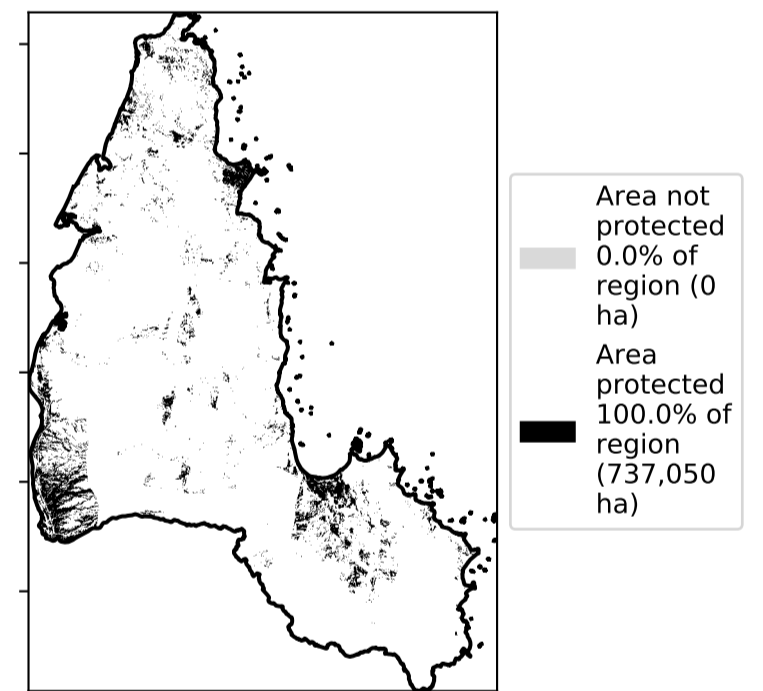 Area not
protected
0.0% of
region (0
ha)
Area
protected
100.0% of
region
(737,050
ha)